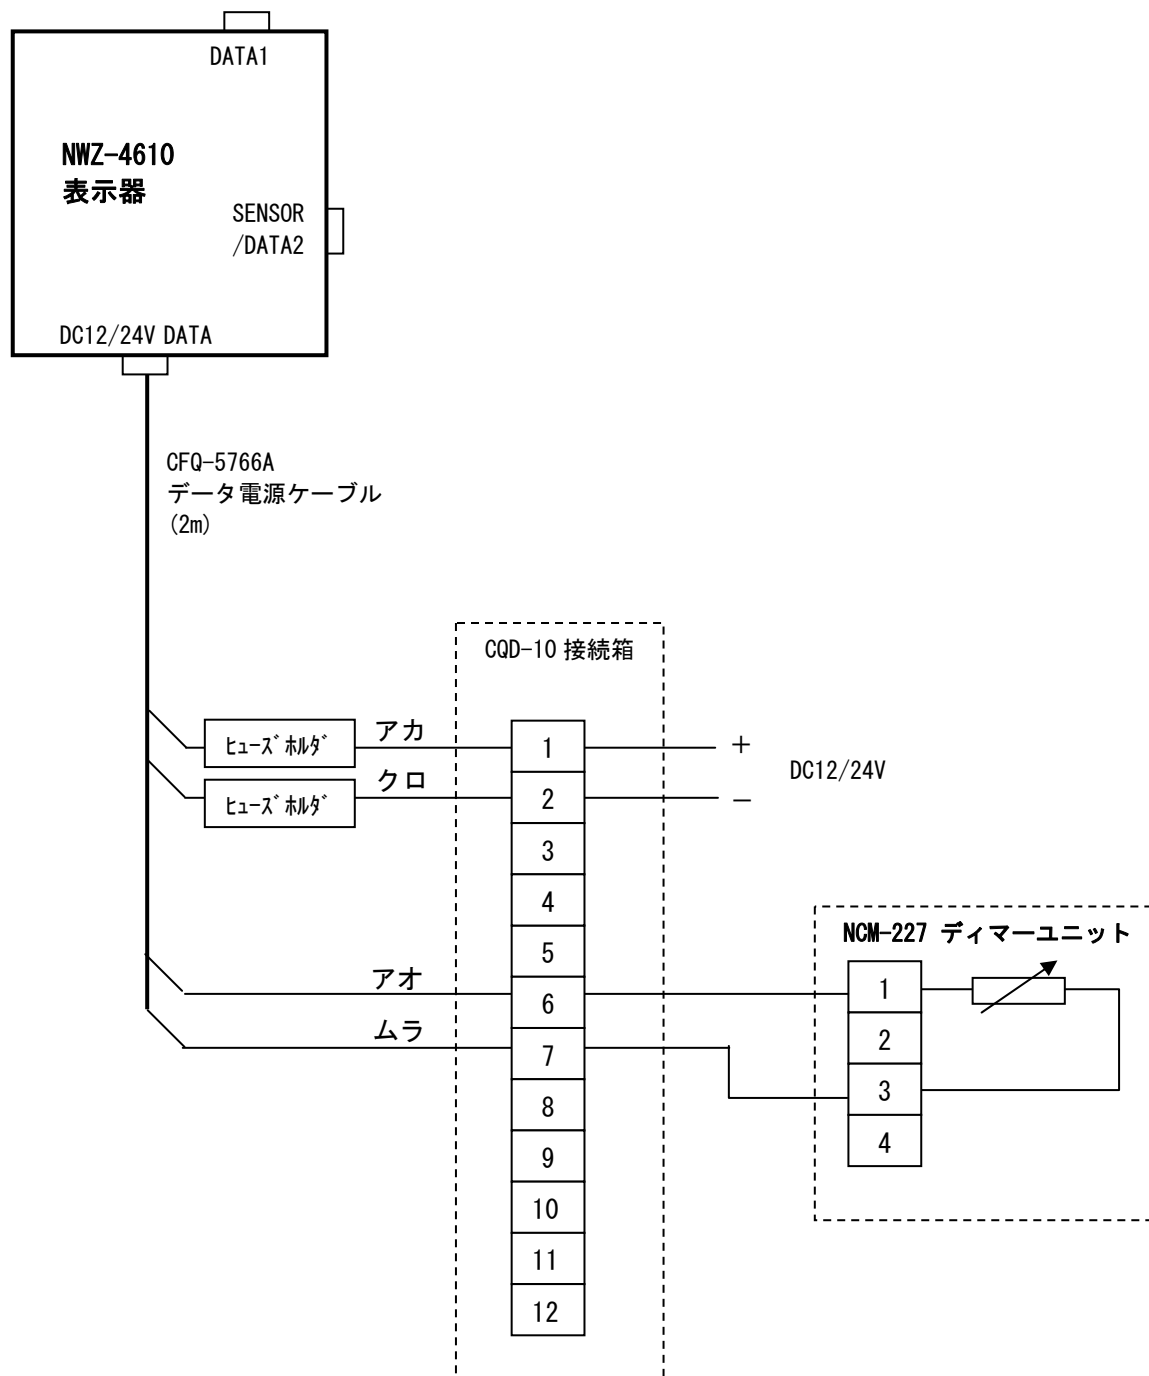 DATA1
NWZ-4610
表示器
SENSOR
/DATA2
DC12/24V DATA
CFQ-5766A
データ電源ケーブル
(2m)
CQD-10 接続箱
ﾋｭｰｽﾞﾎﾙﾀﾞ
アカ
1
+
DC12/24V
ﾋｭｰｽﾞﾎﾙﾀﾞ
クロ
2
－
3
4
5
アオ
6
ムラ
7
8
9
10
11
12
NCM-227 ディマーユニット
1
2
3
4